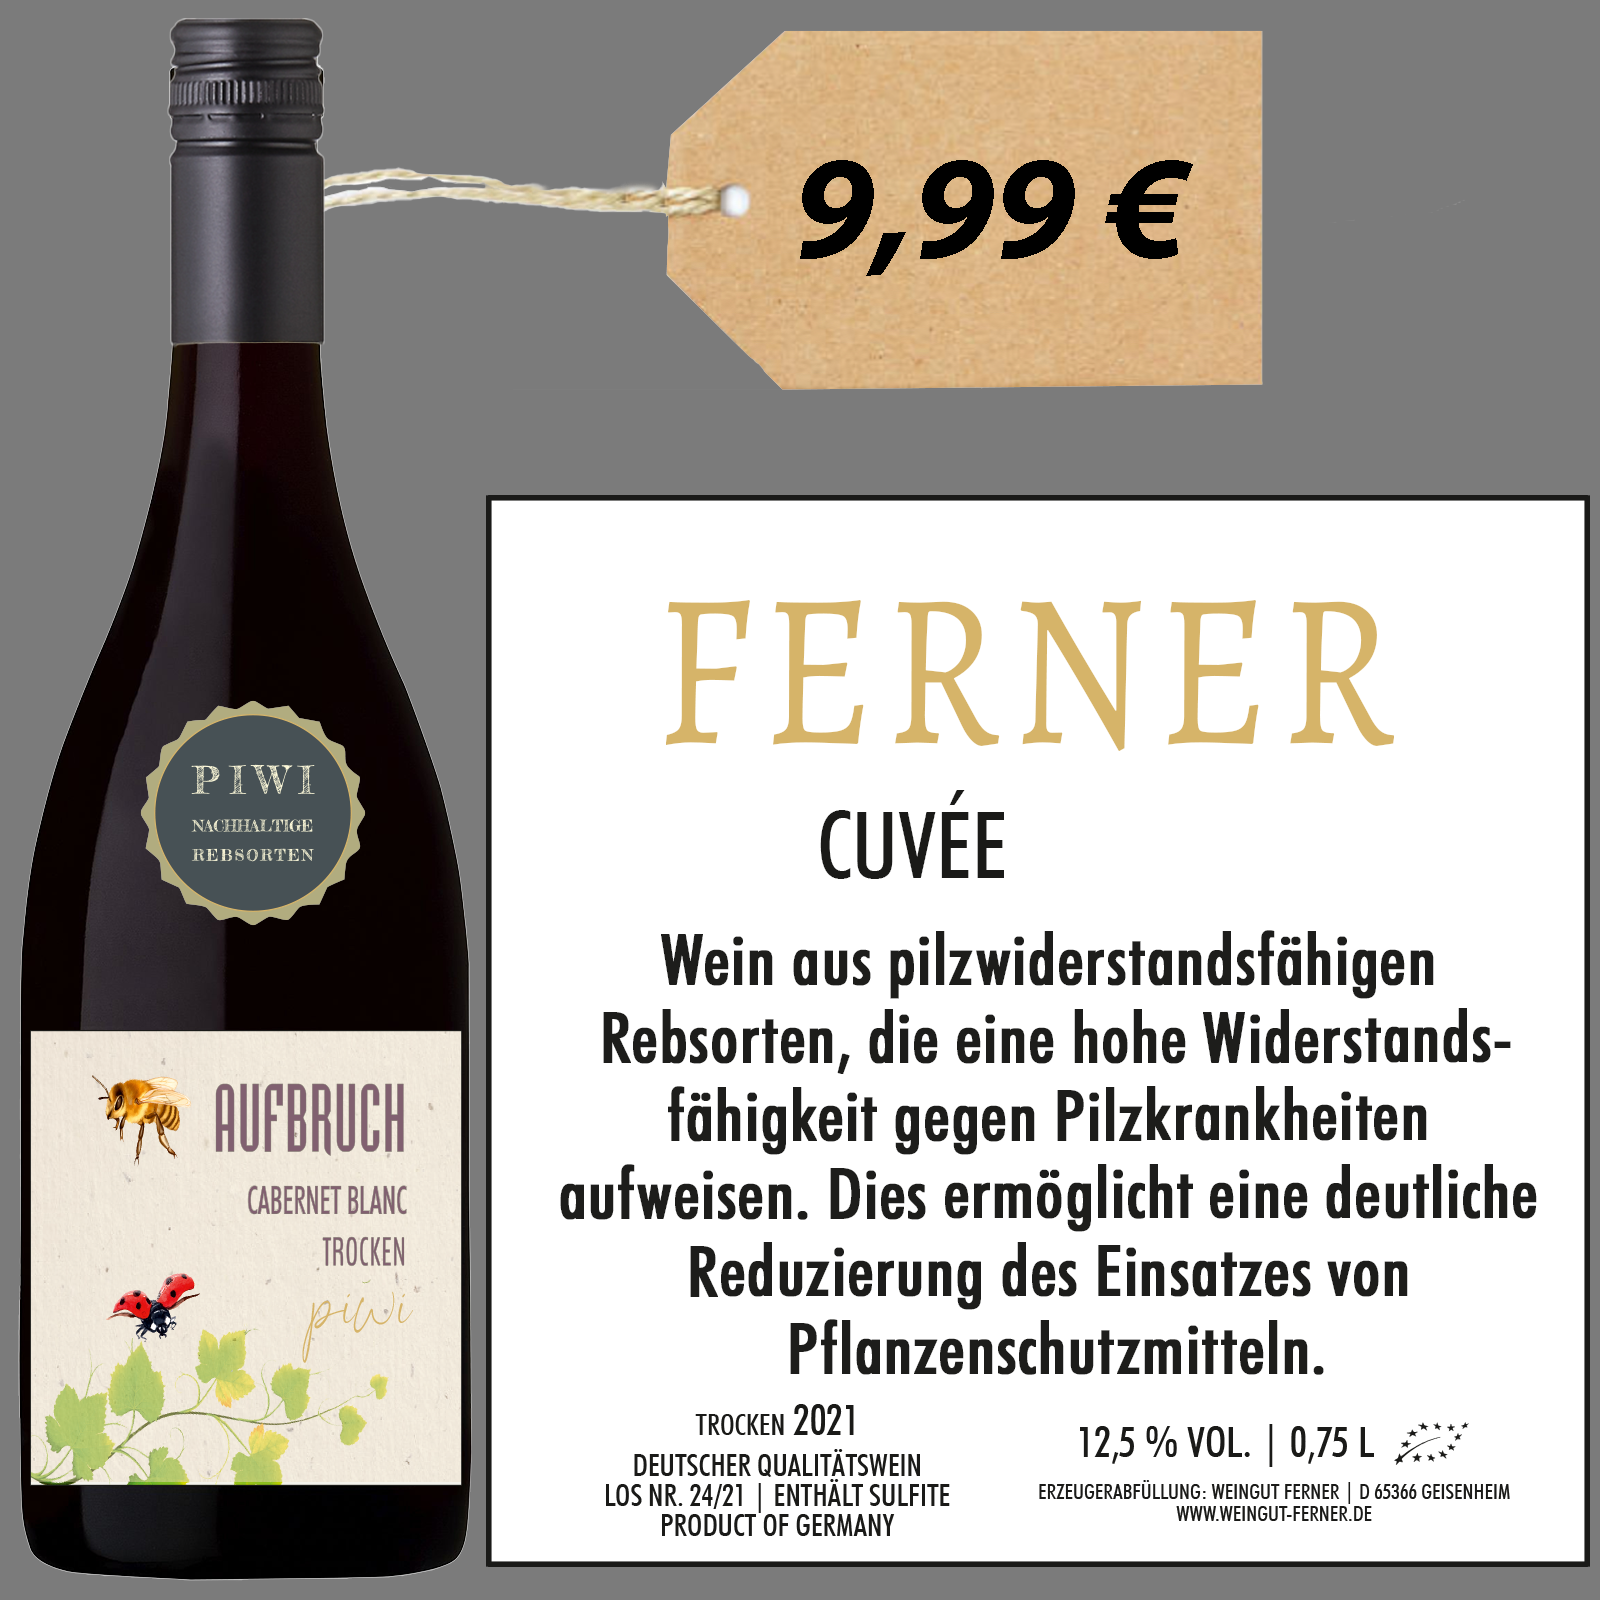 9,99 €
PIWI
NACHHALTIGE
REBSORTEN
AUFBRUCH
CABERNET BLANC
TROCKEN
piwi
FERNER
CUVÉE
Wein aus pilzwiderstandsfähigen
Rebsorten, die eine hohe Widerstands-
fähigkeit gegen Pilzkrankheiten
aufweisen. Dies ermöglicht eine deutliche
Reduzierung des Einsatzes von
Pflanzenschutzmitteln.
TROCKEN 2021
DEUTSCHER QUALITÄTSWEIN
LOS NR. 24/21 | ENTHÄLT SULFITE
PRODUCT OF GERMANY
12,5 % VOL. | 0,75 L
ERZEUGERABFÜLLUNG: WEINGUT FERNER | D 65366 GEISENHEIM
WWW.WEINGUT-FERNER.DE